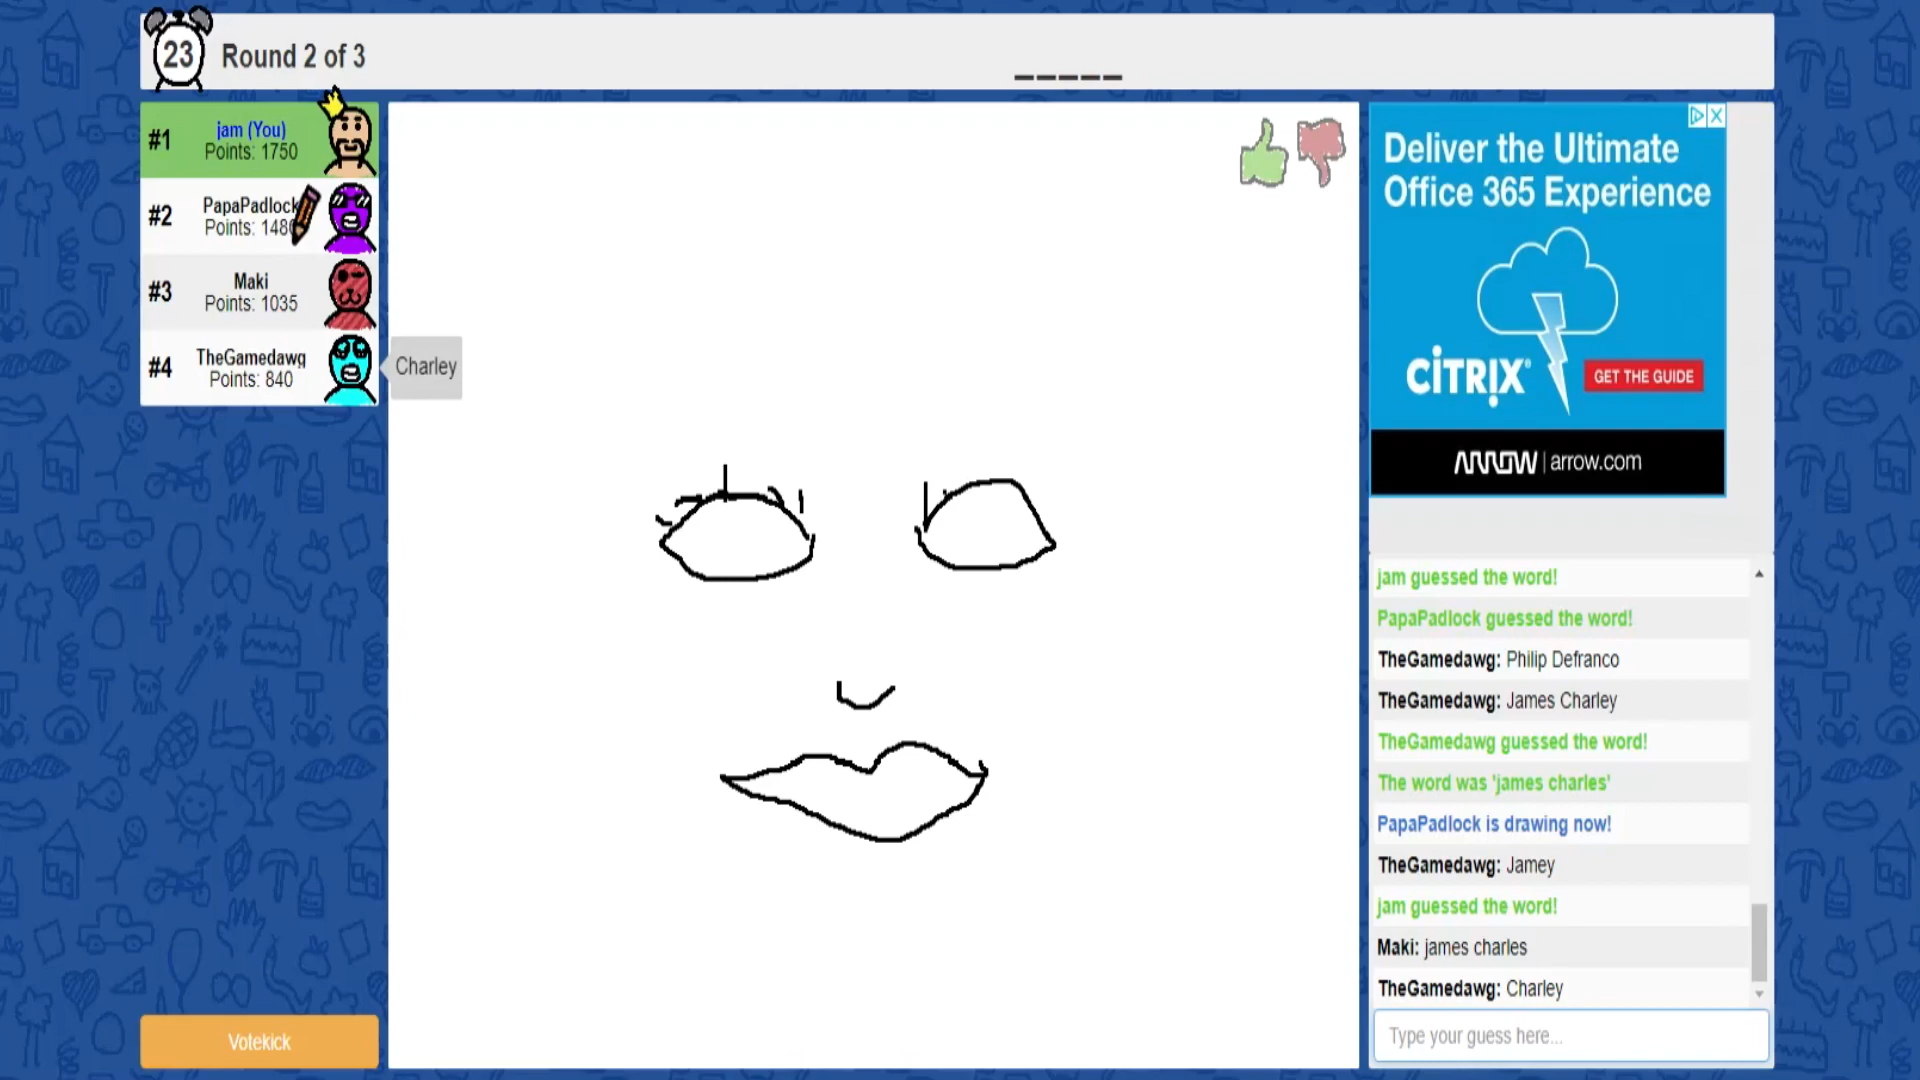 23
Round 2 of 3
_____
#1
jam (You)
Points: 1750
#2
PapaPadlock
Points: 1480
#3
Maki
Points: 1035
#4
TheGamedawg
Points: 840
Charley
Votekick
Deliver the Ultimate
Office 365 Experience
CITRIX
GET THE GUIDE
ARROW | arrow.com
jam guessed the word!
PapaPadlock guessed the word!
TheGamedawg: Philip Defranco
TheGamedawg: James Charley
TheGamedawg guessed the word!
The word was 'james charles'
PapaPadlock is drawing now!
TheGamedawg: Jamey
jam guessed the word!
Maki: james charles
TheGamedawg: Charley
Type your guess here...